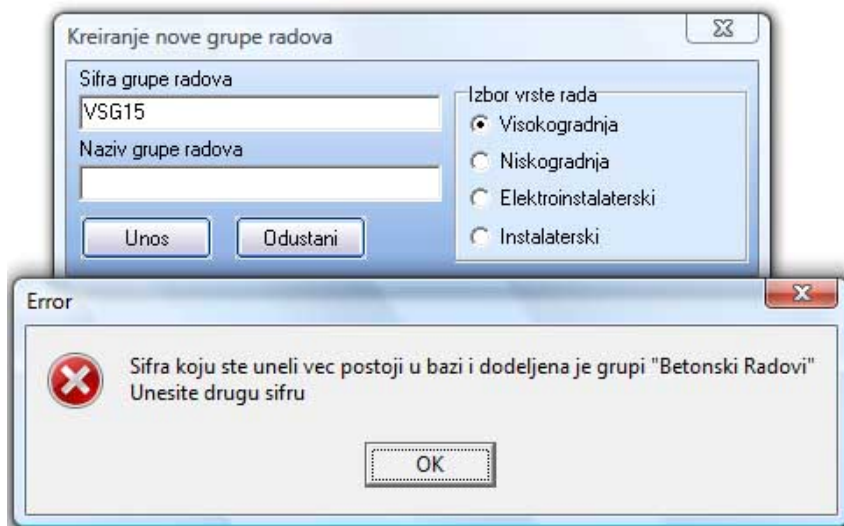 Kreiranje nove grupe radova
Sifra grupe radova
VSG15
Naziv grupe radova
Unos
Odustani
Izbor vrste rada
Visokogradnja
Niskogradnja
Elektroinstalaterski
Instalaterski
Error
Sifra koju ste uneli vec postoji u bazi i dodeljena je grupi "Betonski Radovi"
Unesite drugu sifru
OK